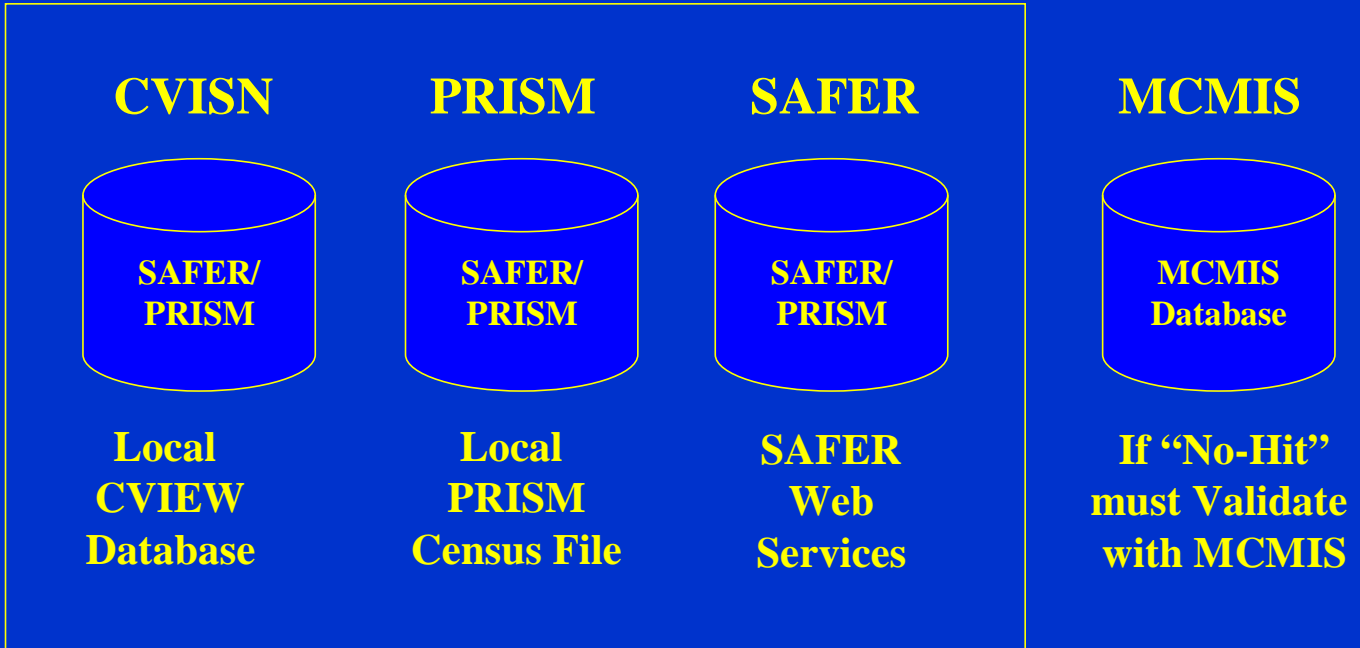 CVISN
SAFER/
PRISM
Local
CVIEW
Database
PRISM
SAFER/
PRISM
Local
PRISM
Census File
SAFER
SAFER/
PRISM
SAFER
Web
Services
MCMIS
MCMIS
Database
If “No-Hit”
must Validate
with MCMIS